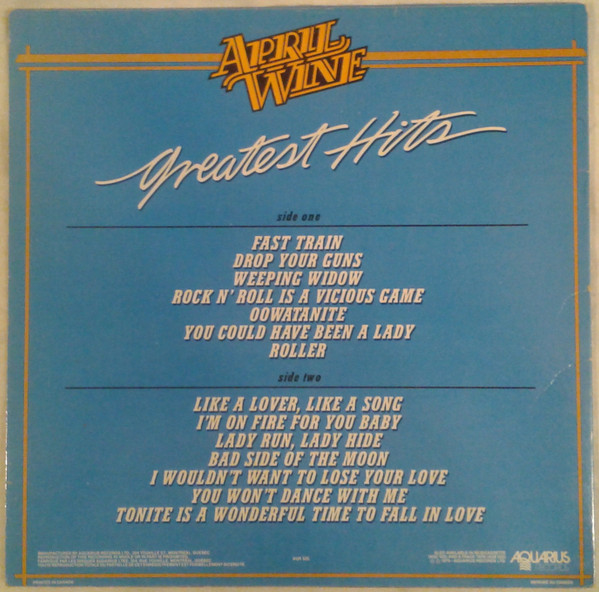 APRIL
WINE
Greatest Hits
side one
FAST TRAIN
DROP YOUR GUNS
WEEPING WIDOW
ROCK N' ROLL IS A VICIOUS GAME
OOWATANITE
YOU COULD HAVE BEEN A LADY
ROLLER
side two
LIKE A LOVER, LIKE A SONG
I'M ON FIRE FOR YOU BABY
LADY RUN, LADY HIDE
BAD SIDE OF THE MOON
I WOULDN'T WANT TO LOSE YOUR LOVE
YOU WON'T DANCE WITH ME
TONITE IS A WONDERFUL TIME TO FALL IN LOVE
AQUARIUS
RECORDS